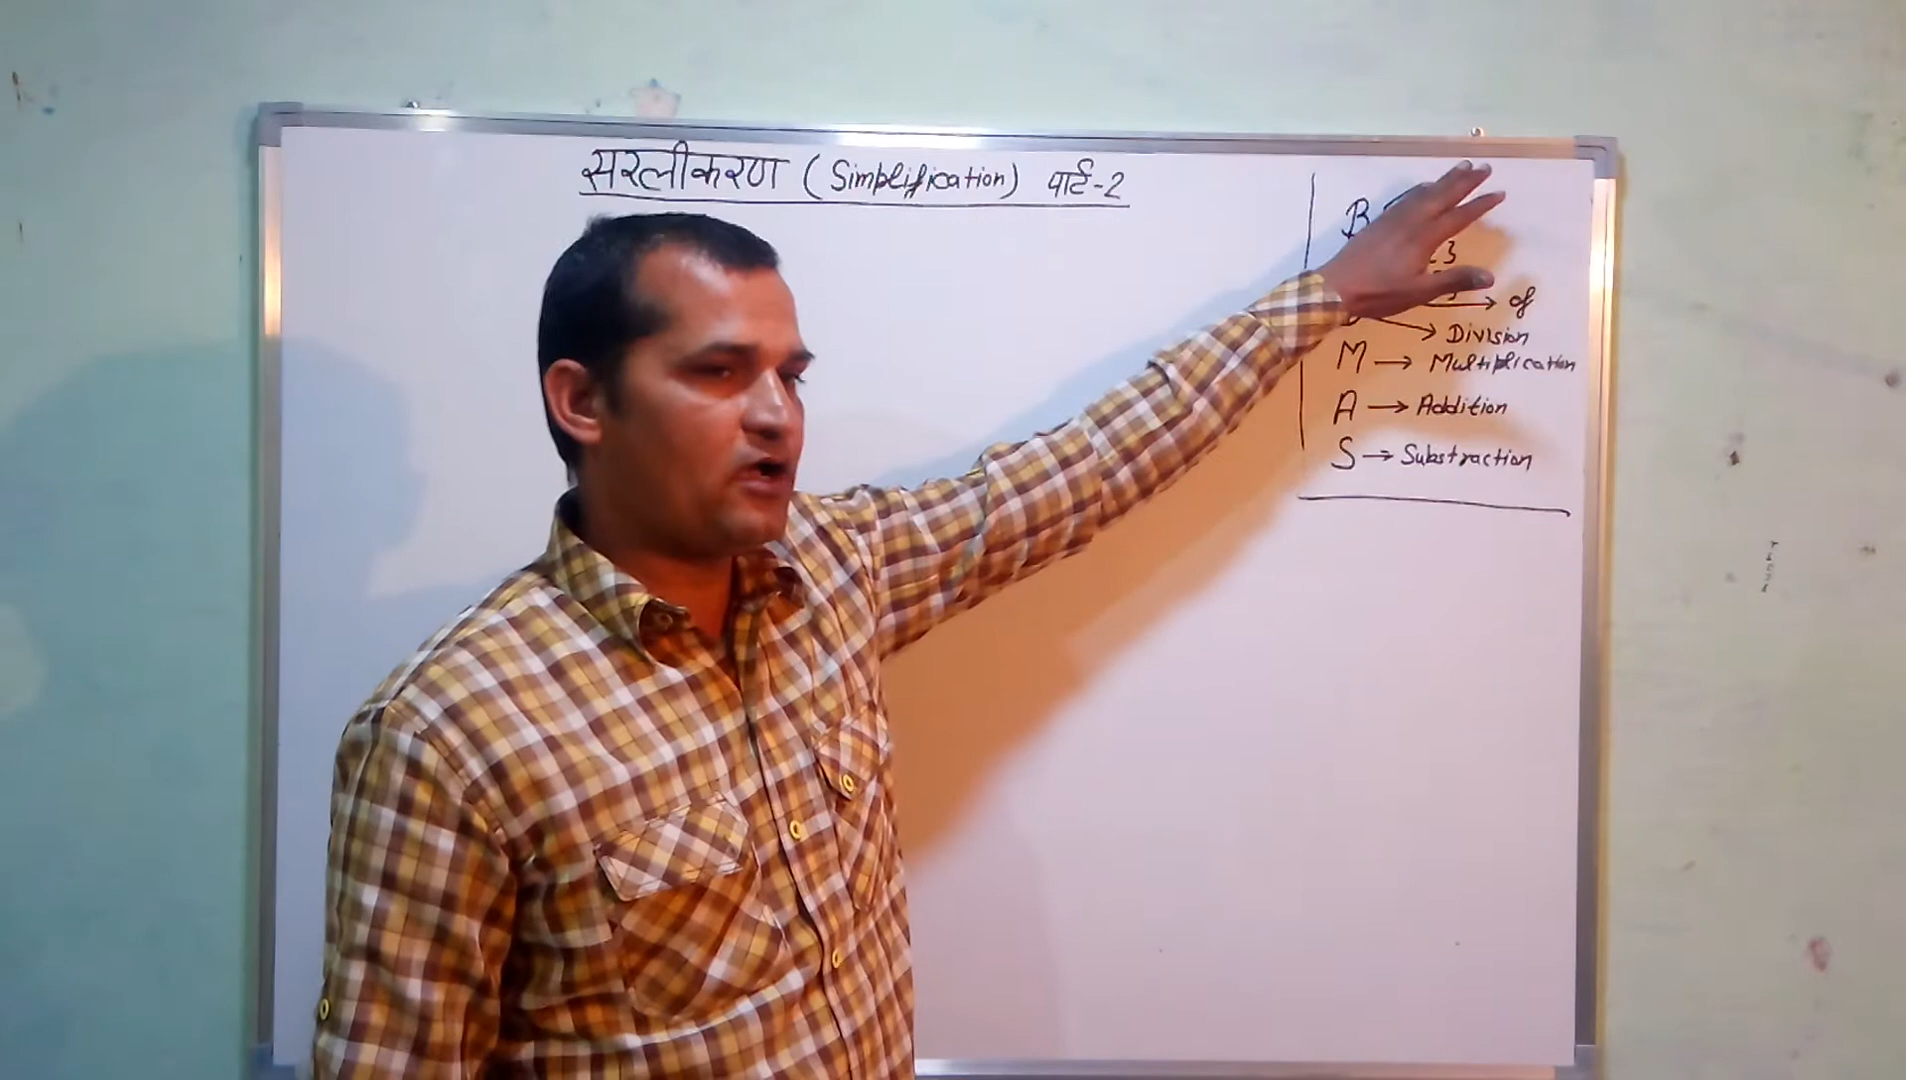 सरलीकरण (Simplification) पार्ट-2
B
→ of
→ Division
M → Multiplication
A → Addition
S → Substraction